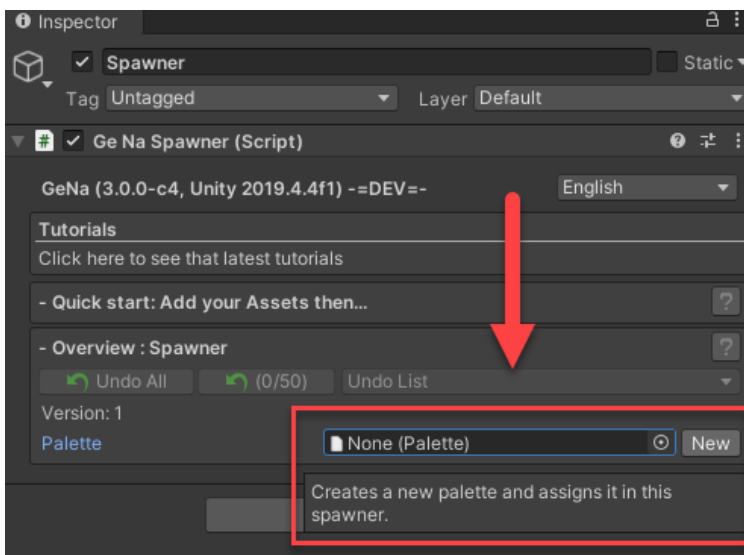 Inspector
Spawner
Static
Tag Untagged Layer Default
# Ge Na Spawner (Script)
GeNa (3.0.0-c4, Unity 2019.4.4f1) -=DEV=- English
Tutorials
Click here to see that latest tutorials
- Quick start: Add your Assets then... ?
- Overview : Spawner ?
Undo All (0/50) Undo List
Version: 1
Palette None (Palette) New
Creates a new palette and assigns it in this
spawner.